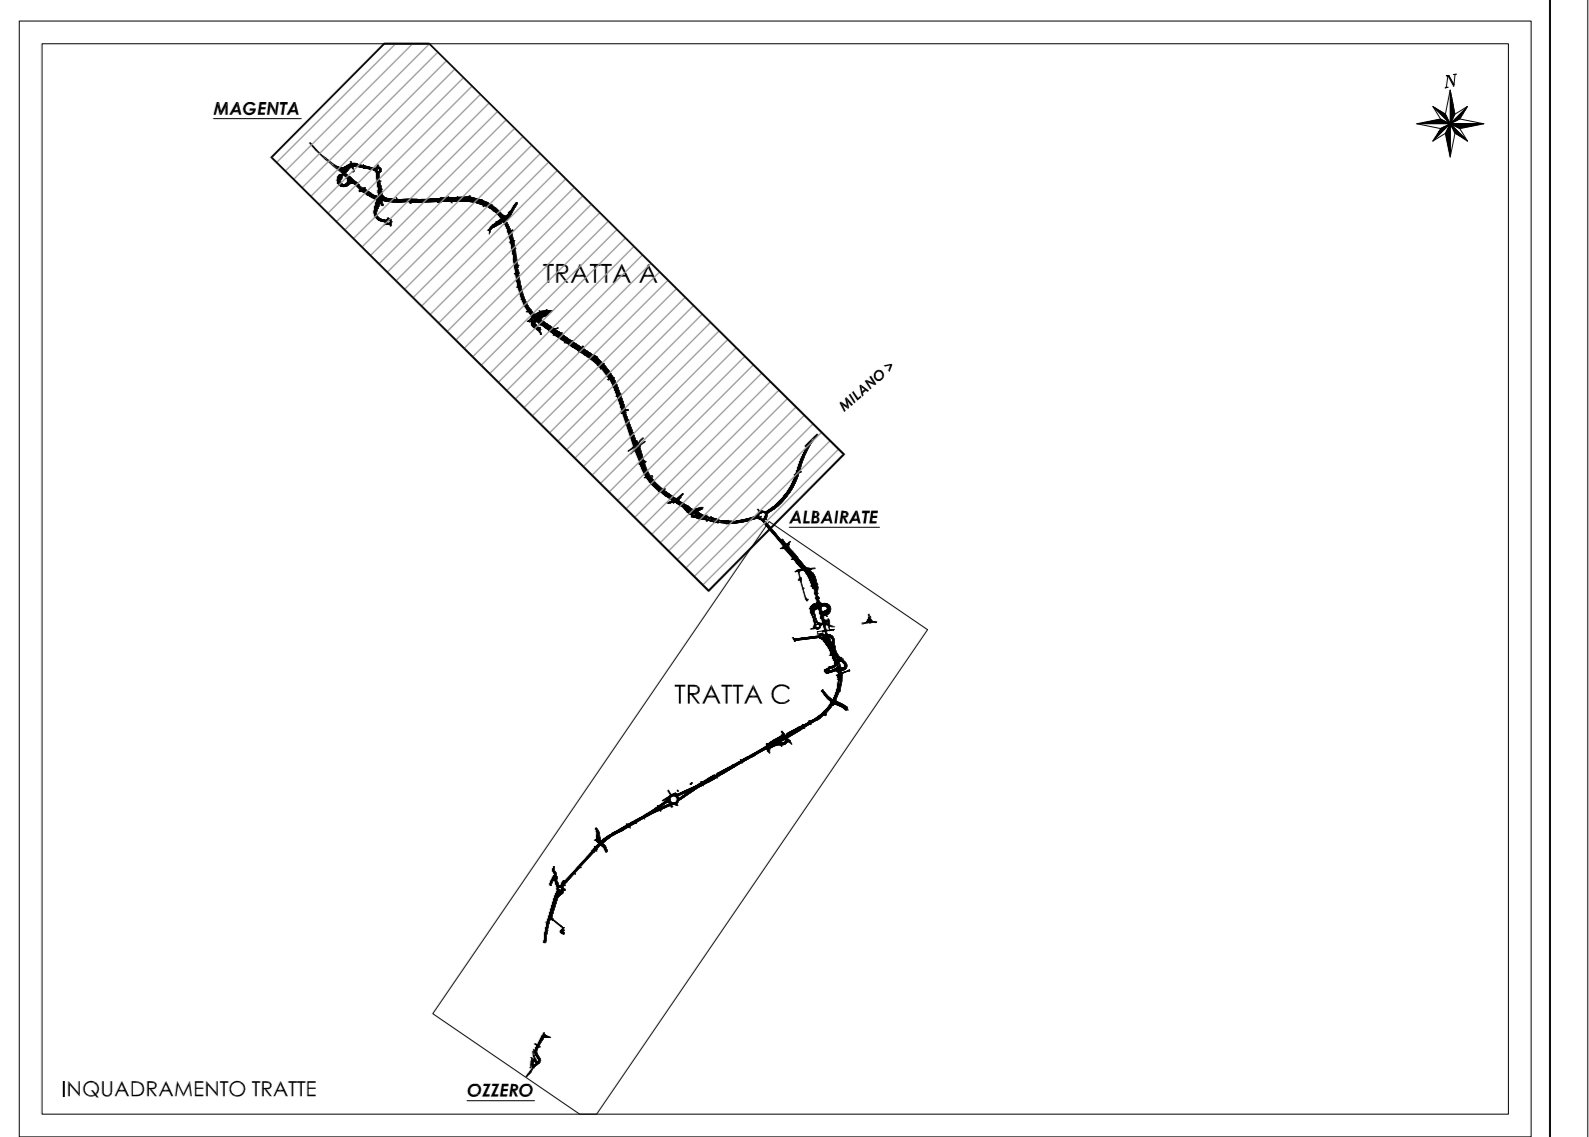 N
MAGENTA
TRATTA A
MILANO >
ALBAIRATE
TRATTA C
INQUADRAMENTO TRATTE
OZZERO